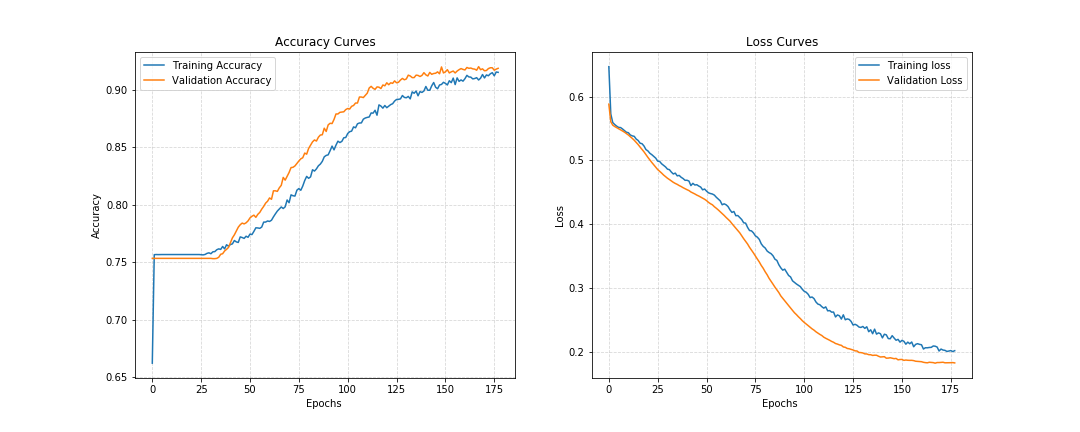 Accuracy Curves
Training Accuracy
Validation Accuracy
0.90
0.85
0.80
0.75
0.70
0.65
Accuracy
0 25 50 75 100 125 150 175
Epochs
Loss Curves
Training loss
Validation Loss
0.6
0.5
0.4
0.3
0.2
Loss
0 25 50 75 100 125 150 175
Epochs